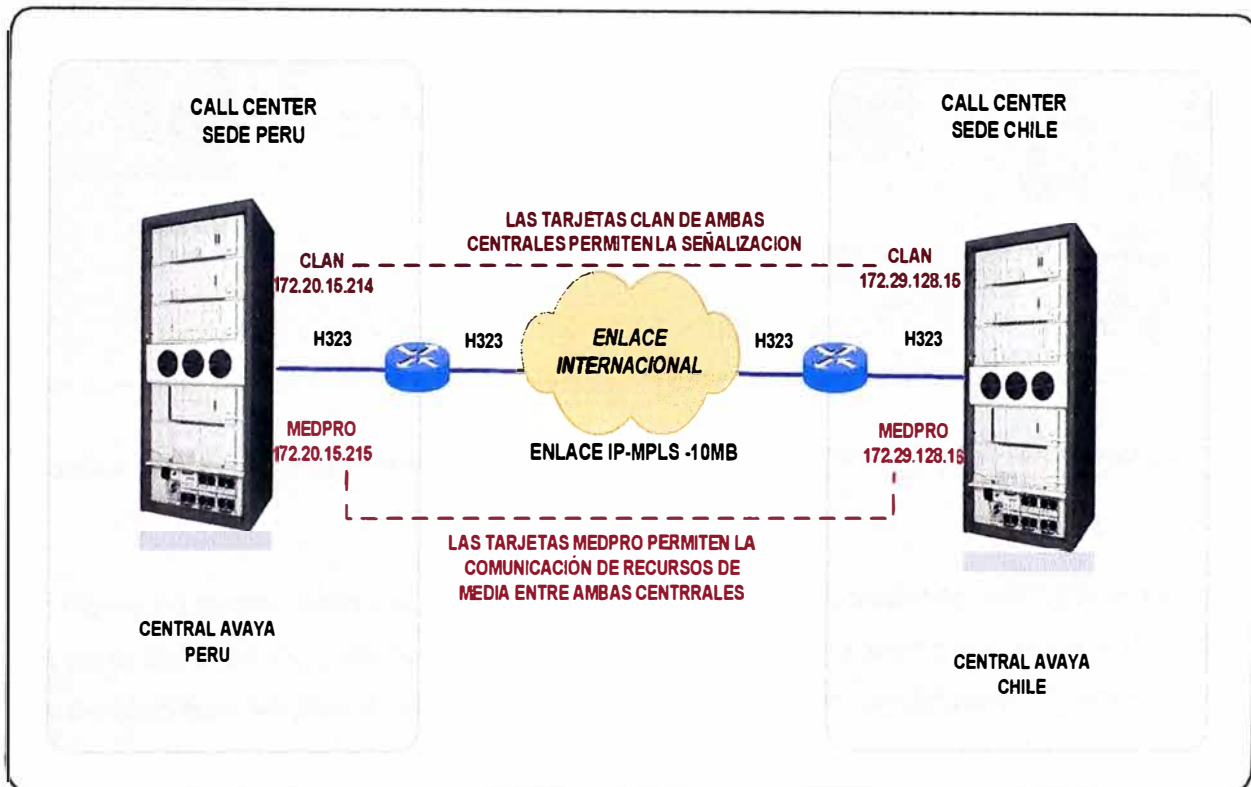 CALL CENTER
SEDE PERU
CALL CENTER
SEDE CHILE
LAS TARJETAS CLAN DE AMBAS
CENTRALES PERMITEN LA SEÑALIZACION
CLAN
172.20.15.214
CLAN
172.29.128.15
H323
H323
ENLACE
INTERNACIONAL
H323
H323
MEDPRO
172.20.15.215
ENLACE IP-MPLS -10MB
MEDPRO
172.29.128.16
LAS TARJETAS MEDPRO PERMITEN LA
COMUNICACIÓN DE RECURSOS DE
MEDIA ENTRE AMBAS CENTRRALES
CENTRAL AVAYA
PERU
CENTRAL AVAYA
CHILE